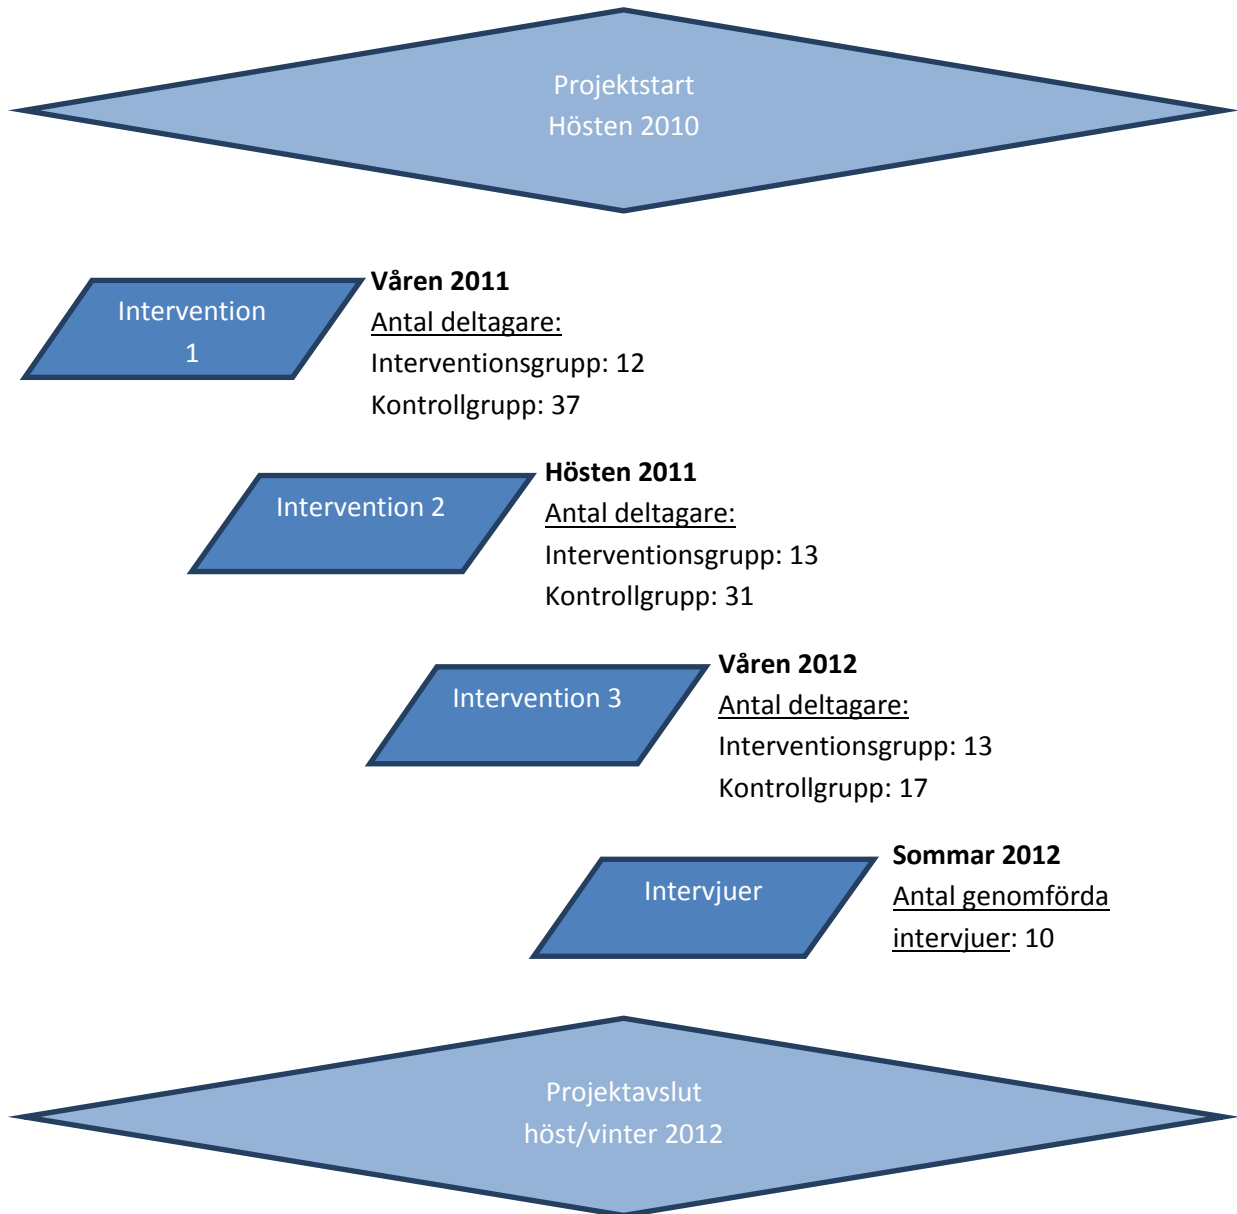 Projektstart
Hösten 2010
Intervention
1
Våren 2011
Antal deltagare:
Interventionsgrupp: 12
Kontrollgrupp: 37
Intervention 2
Hösten 2011
Antal deltagare:
Interventionsgrupp: 13
Kontrollgrupp: 31
Intervention 3
Våren 2012
Antal deltagare:
Interventionsgrupp: 13
Kontrollgrupp: 17
Intervjuer
Sommar 2012
Antal genomförda
intervjuer: 10
Projektavslut
höst/vinter 2012